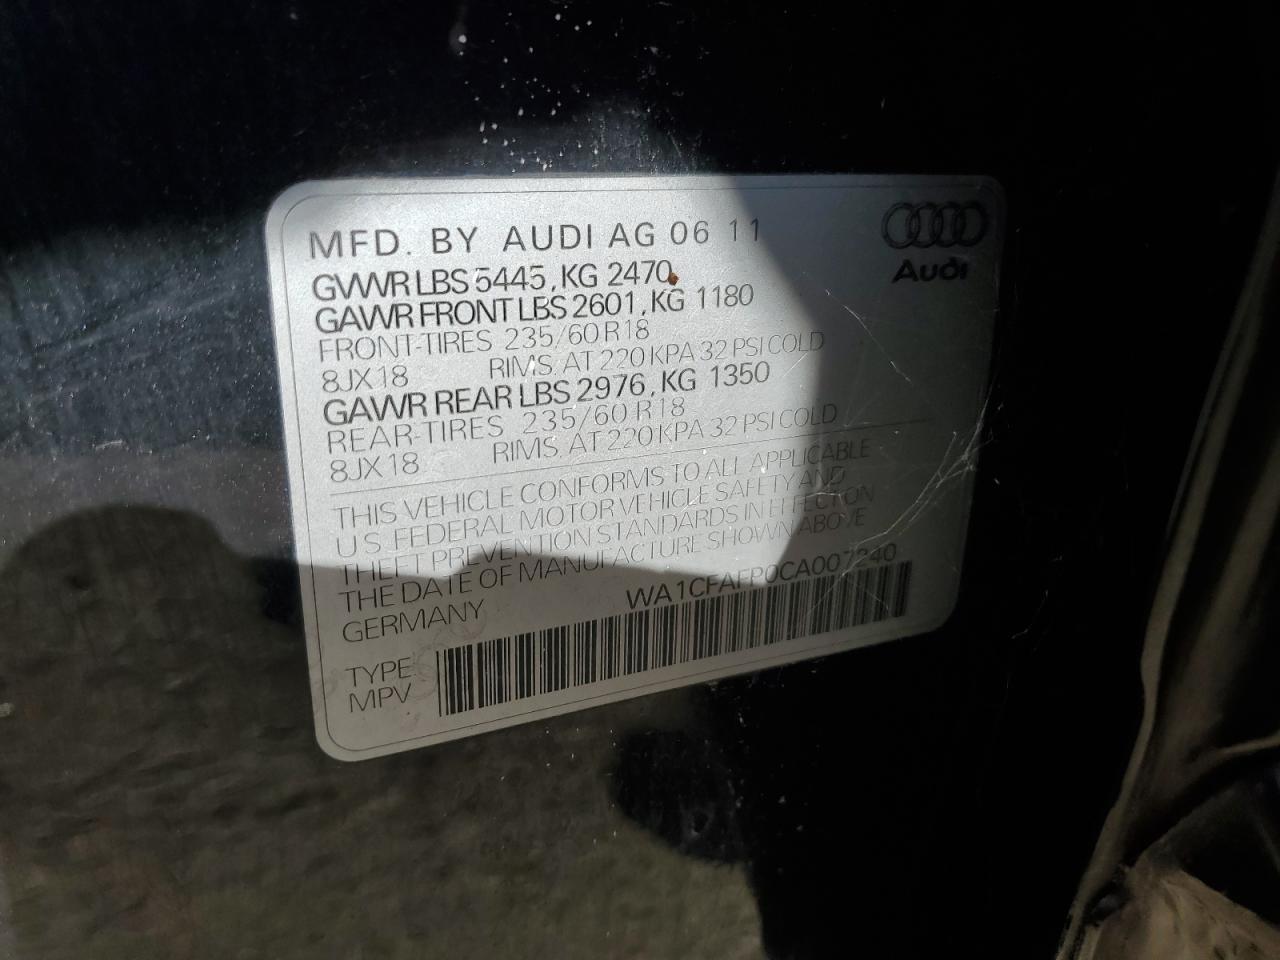 MFD. BY AUDI AG 06 11
Audi
GVWR LBS 5445, KG 2470
GAWR FRONT LBS 2601, KG 1180
FRONT-TIRES 235/60 R18
8JX18 RIMS, AT 220 KPA 32 PSI COLD
GAWR REAR LBS 2976, KG 1350
REAR-TIRES 235/60 R18
8JX18 RIMS, AT 220 KPA 32 PSI COLD
THIS VEHICLE CONFORMS TO ALL APPLICABLE
U.S. FEDERAL MOTOR VEHICLE SAFETY AND
THEFT PREVENTION STANDARDS IN EFFECT ON
THE DATE OF MANUFACTURE SHOWN ABOVE
GERMANY WA1CFAFP0CA007240
TYPE
MPV